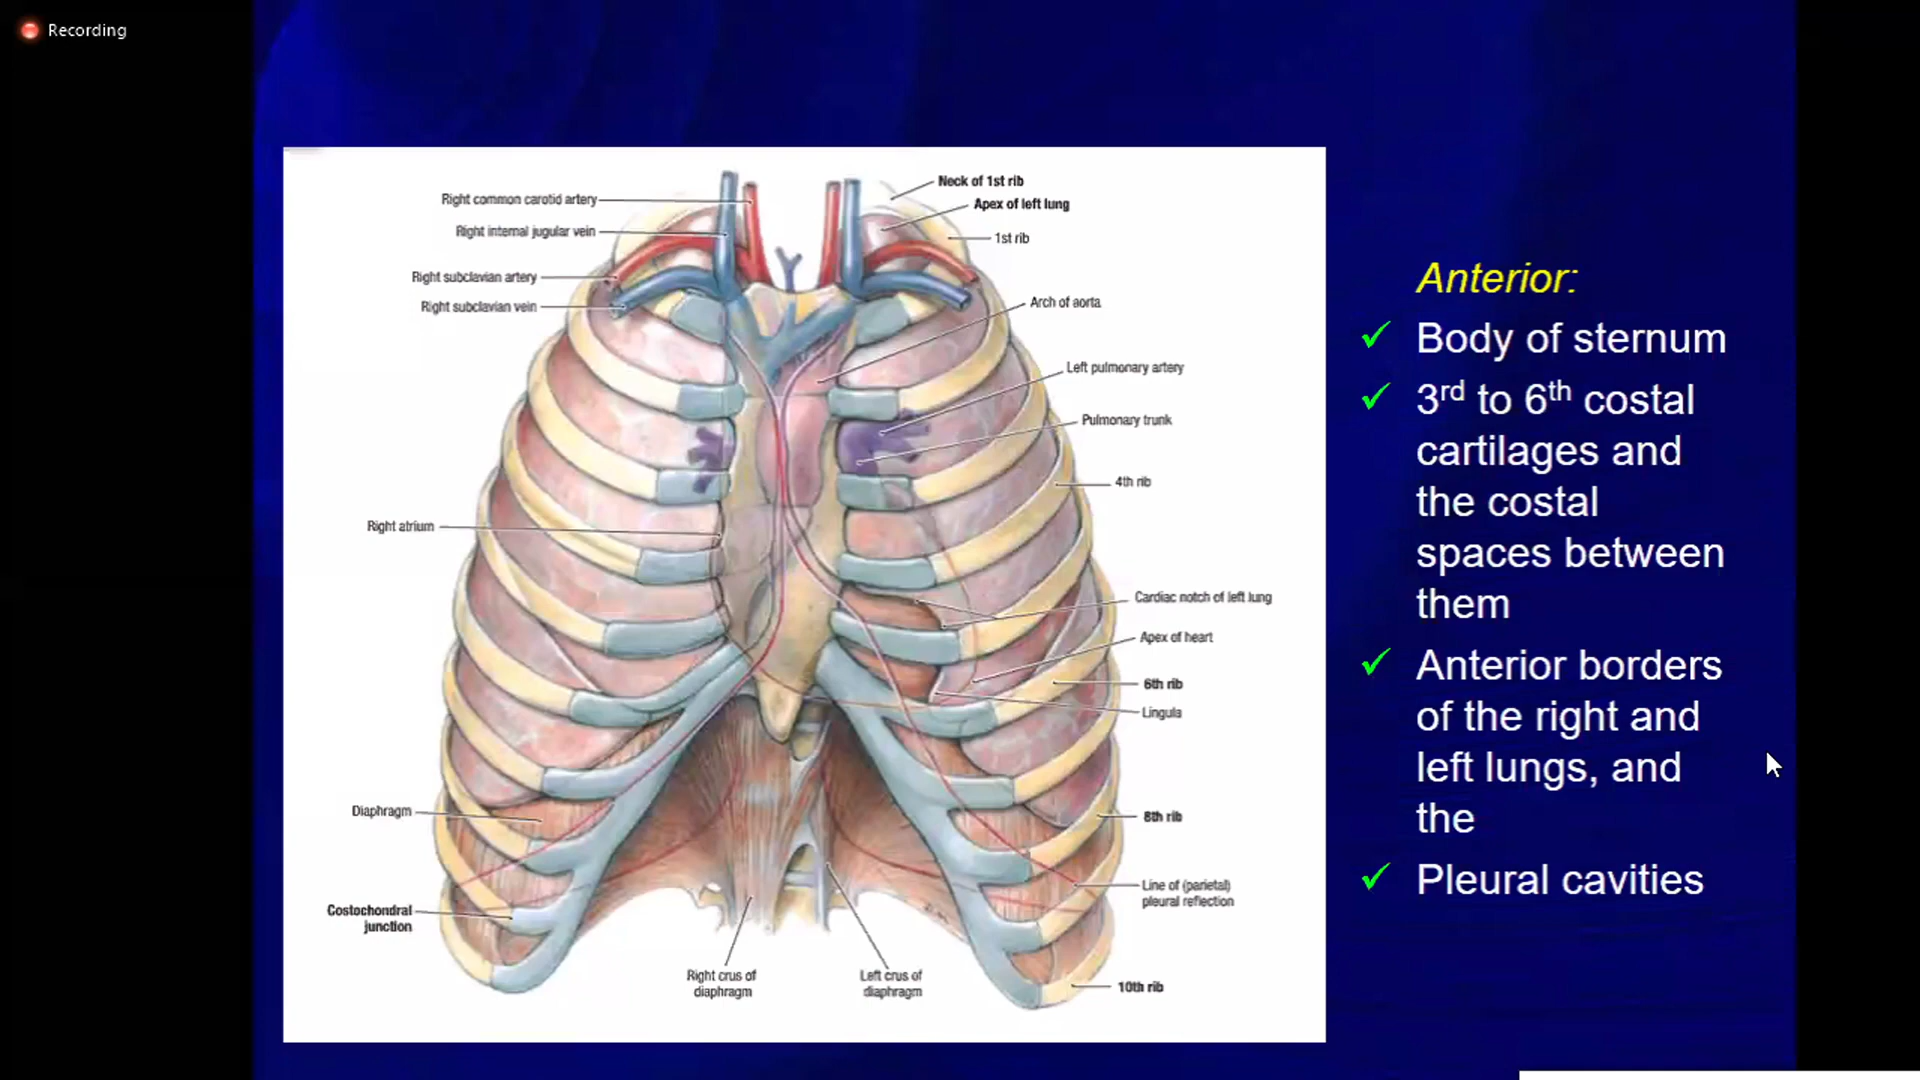 Recording
Right common carotid artery
Right internal jugular vein
Right subclavian artery
Right subclavian vein
Right atrium
Diaphragm
Costochondral
junction
Right crus of
diaphragm
Left crus of
diaphragm
Neck of 1st rib
Apex of left lung
1st rib
Arch of aorta
Left pulmonary artery
Pulmonary trunk
4th rib
Cardiac notch of left lung
Apex of heart
6th rib
Lingula
8th rib
Line of (parietal)
pleural reflection
10th rib
Anterior:
✓ Body of sternum
✓ 3rd to 6th costal
cartilages and
the costal
spaces between
them
✓ Anterior borders
of the right and
left lungs, and
the
✓ Pleural cavities